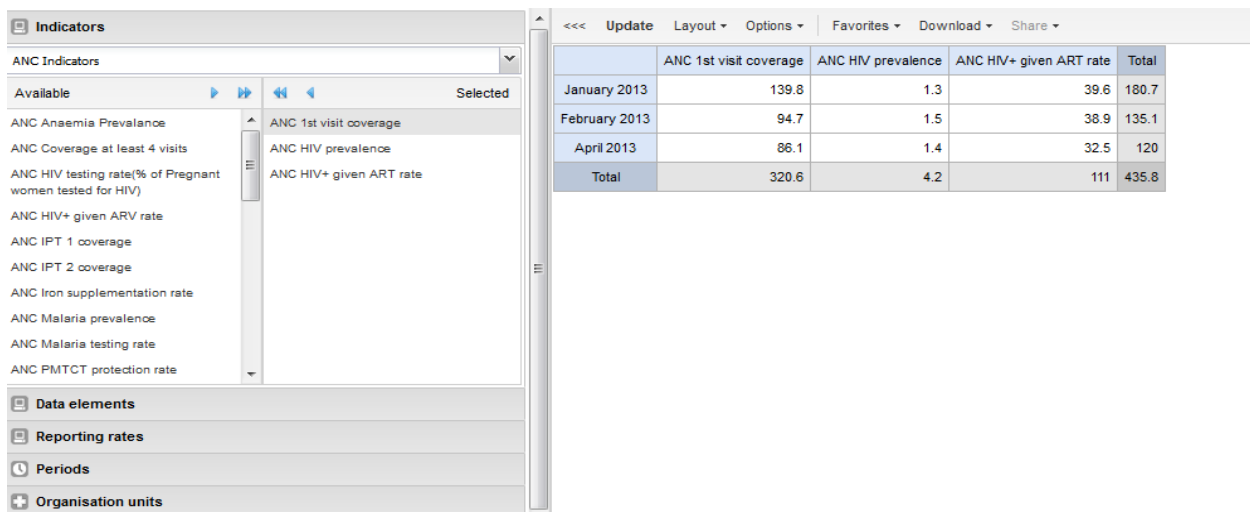 Indicators
ANC Indicators
Available Selected
ANC Anaemia Prevalance
ANC Coverage at least 4 visits
ANC HIV testing rate(% of Pregnant
women tested for HIV)
ANC HIV+ given ARV rate
ANC IPT 1 coverage
ANC IPT 2 coverage
ANC Iron supplementation rate
ANC Malaria prevalence
ANC Malaria testing rate
ANC PMTCT protection rate
ANC 1st visit coverage
ANC HIV prevalence
ANC HIV+ given ART rate
Data elements
Reporting rates
Periods
Organisation units
<<< Update Layout Options Favorites Download Share
ANC 1st visit coverage ANC HIV prevalence ANC HIV+ given ART rate Total
January 2013 139.8 1.3 39.6 180.7
February 2013 94.7 1.5 38.9 135.1
April 2013 86.1 1.4 32.5 120
Total 320.6 4.2 111 435.8